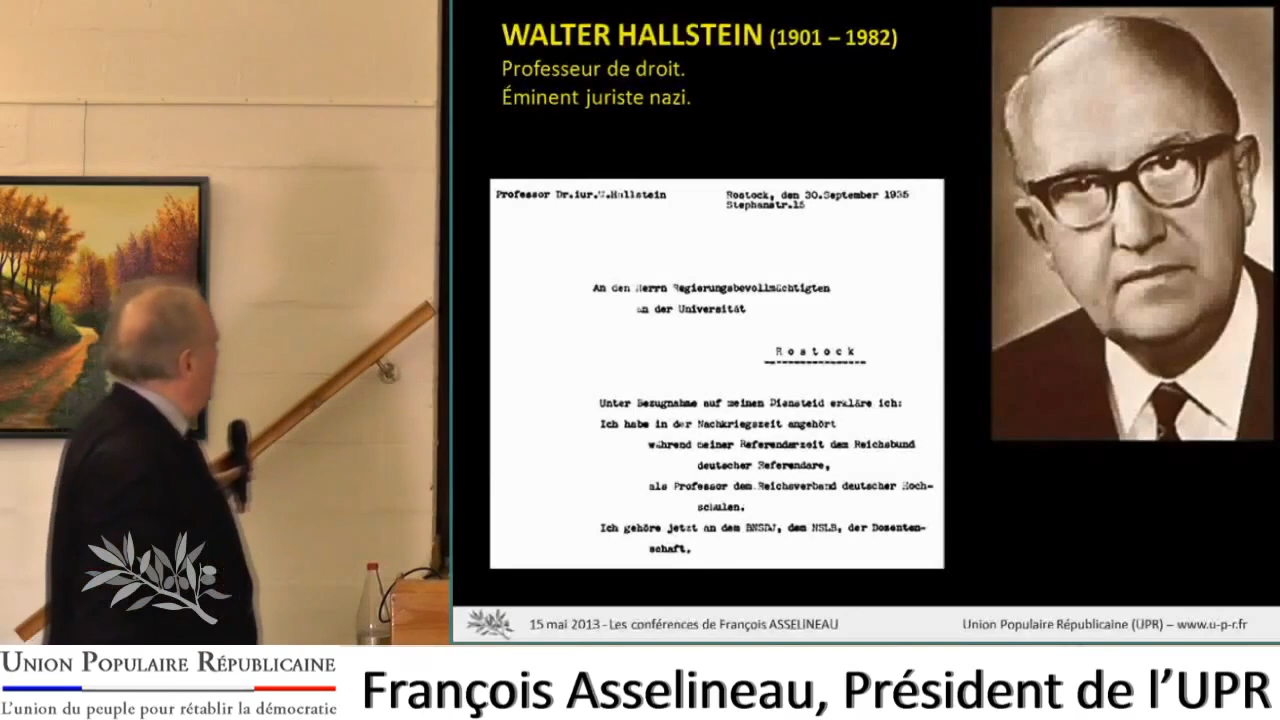 WALTER HALLSTEIN (1901 – 1982)
Professeur de droit.
Éminent juriste nazi.
Professor Dr.iur.W.Hallstein
Rostock, den 30.September 1935
Stephanstr.15
An den Herrn Regierungsbevollmächtigten
an der Universität
Rostock
Unter Bezugnahme auf meinen Diensteid erkläre ich:
Ich habe in der Nachkriegszeit angehört
während meiner Referendarzeit dem Reichsbund
deutscher Referendare,
als Professor dem Reichsverband deutscher Hoch-
schulen.
Ich gehöre jetzt an dem BNSDJ, dem NSLB, der Dozenten-
schaft.
15 mai 2013 - Les conférences de François ASSELINEAU
Union Populaire Républicaine (UPR) – www.u-p-r.fr
UNION POPULAIRE RÉPUBLICAINE
L'union du peuple pour rétablir la démocratie
François Asselineau, Président de l'UPR